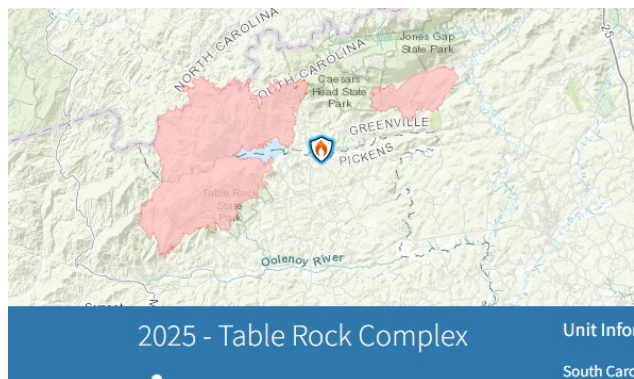 Jones Gap
State Park
NORTH CAROLINA
SOUTH CAROLINA
25
Caesars
Head State
Park
GREENVILLE
PICKENS
Table Rock
State
Park
Oolenoy River
2025 - Table Rock Complex
Unit Infor
South Caro